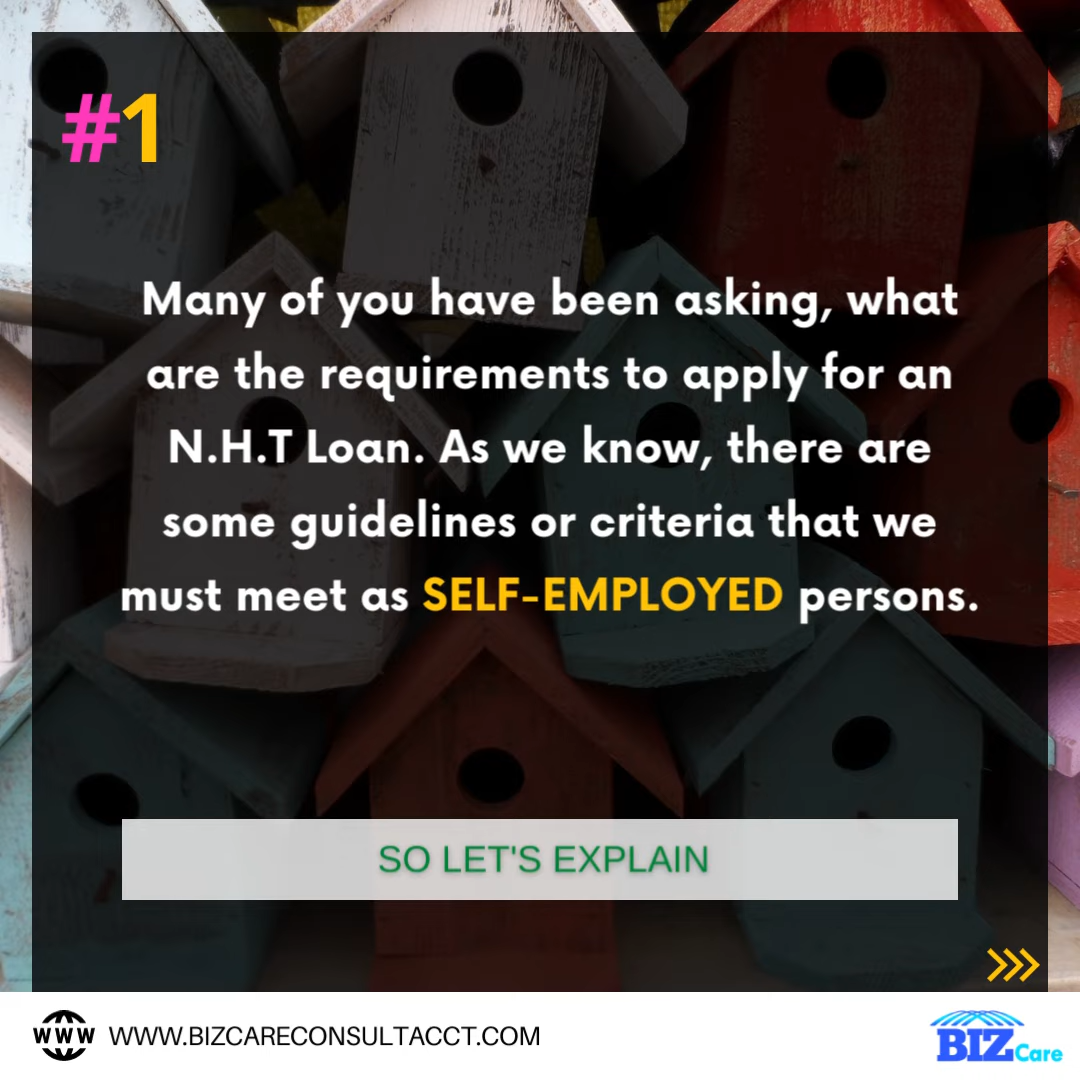 #1
Many of you have been asking, what
are the requirements to apply for an
N.H.T Loan. As we know, there are
some guidelines or criteria that we
must meet as SELF-EMPLOYED persons.
SO LET'S EXPLAIN
WWW WWW.BIZCARECONSULTACCT.COM
BIZ Care